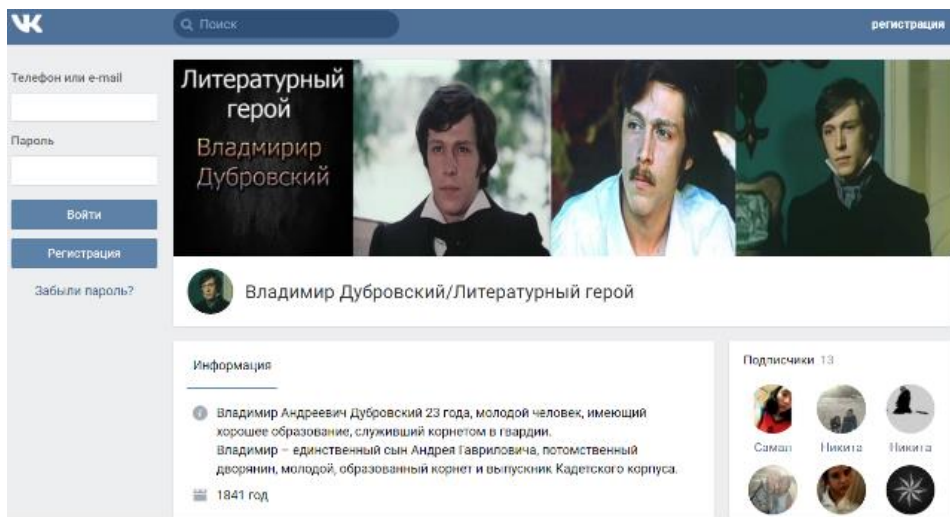 VK
Поиск
регистрация
Телефон или e-mail
Пароль
Войти
Регистрация
Забыли пароль?
Литературный
герой
Владмирир
Дубровский
Владимир Дубровский/Литературный герой
Информация
Владимир Андреевич Дубровский 23 года, молодой человек, имеющий
хорошее образование, служивший корнетом в гвардии.
Владимир – единственный сын Андрея Гавриловича, потомственный
дворянин, молодой, образованный корнет и выпускник Кадетского корпуса.
1841 год
Подписчики 13
Самал
Никита
Никита